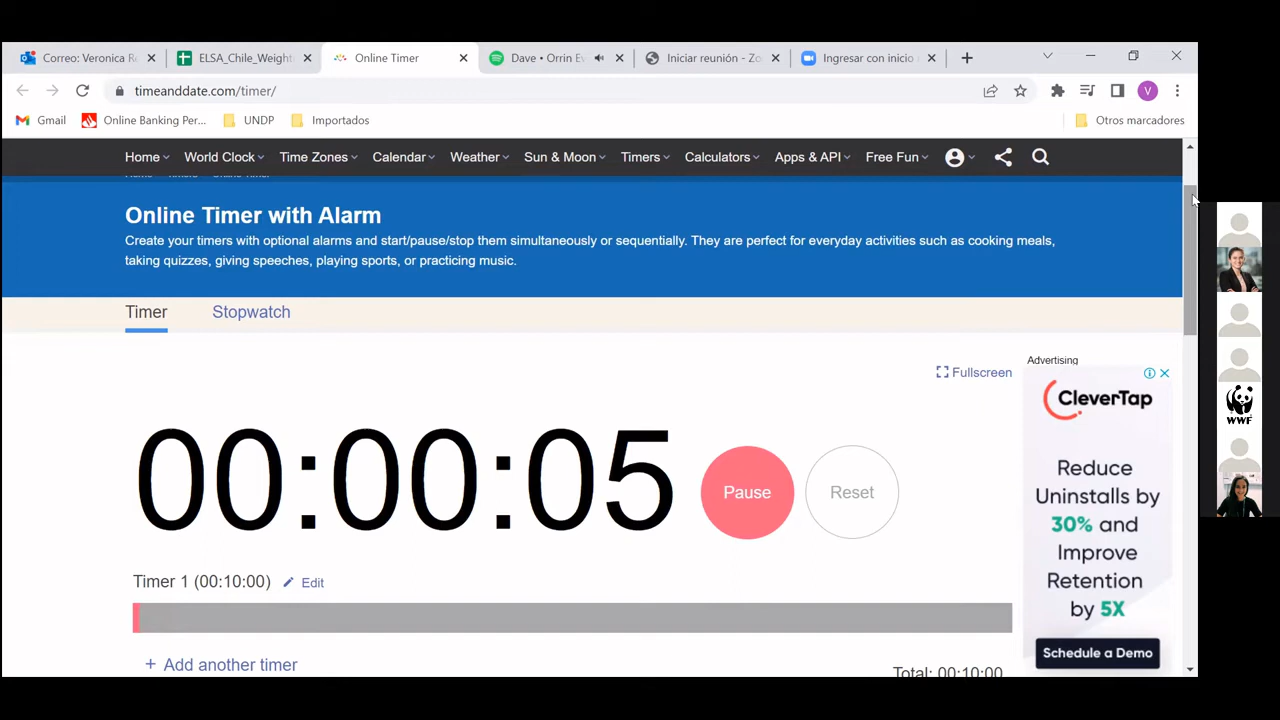 Correo: Veronica Re
ELSA_Chile_Weight
Online Timer
Dave • Orrin Ev
Iniciar reunión - Zo
Ingresar con inicio
timeanddate.com/timer/
V
Gmail
Online Banking Per...
UNDP
Importados
Otros marcadores
Home
World Clock
Time Zones
Calendar
Weather
Sun & Moon
Timers
Calculators
Apps & API
Free Fun
Online Timer with Alarm
Create your timers with optional alarms and start/pause/stop them simultaneously or sequentially. They are perfect for everyday activities such as cooking meals,
taking quizzes, giving speeches, playing sports, or practicing music.
Timer
Stopwatch
Fullscreen
Advertising
CleverTap
00:00:05
Pause
Reset
Reduce
Uninstalls by
30% and
Improve
Retention
by 5X
Schedule a Demo
Timer 1 (00:10:00)
Edit
+ Add another timer
Total: 00:10:00
WWF